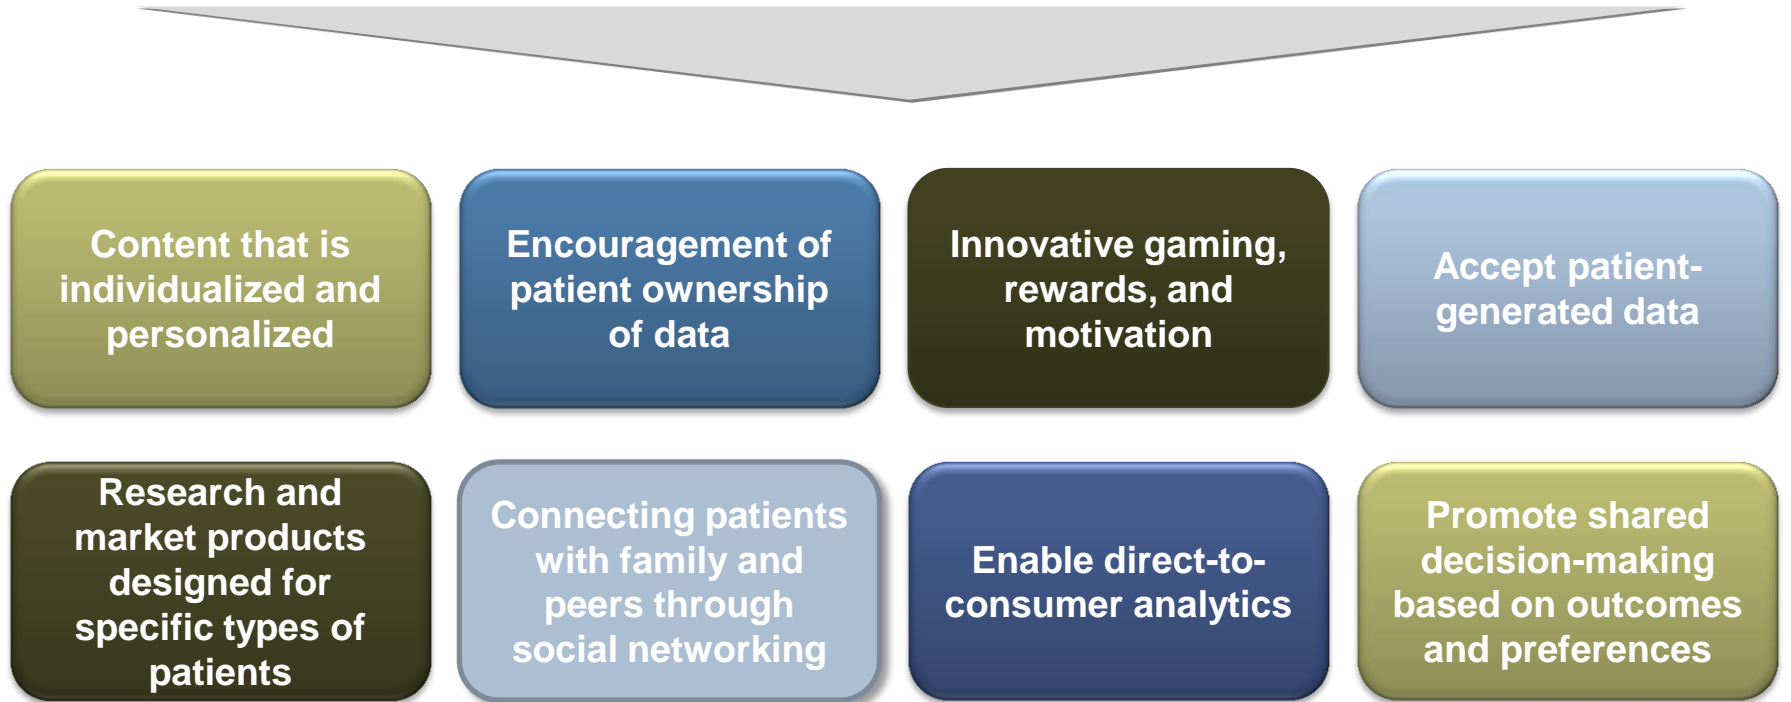 Content that is
individualized and
personalized
Encouragement of
patient ownership
of data
Innovative gaming,
rewards, and
motivation
Accept patient-
generated data
Research and
market products
designed for
specific types of
patients
Connecting patients
with family and
peers through
social networking
Enable direct-to-
consumer analytics
Promote shared
decision-making
based on outcomes
and preferences